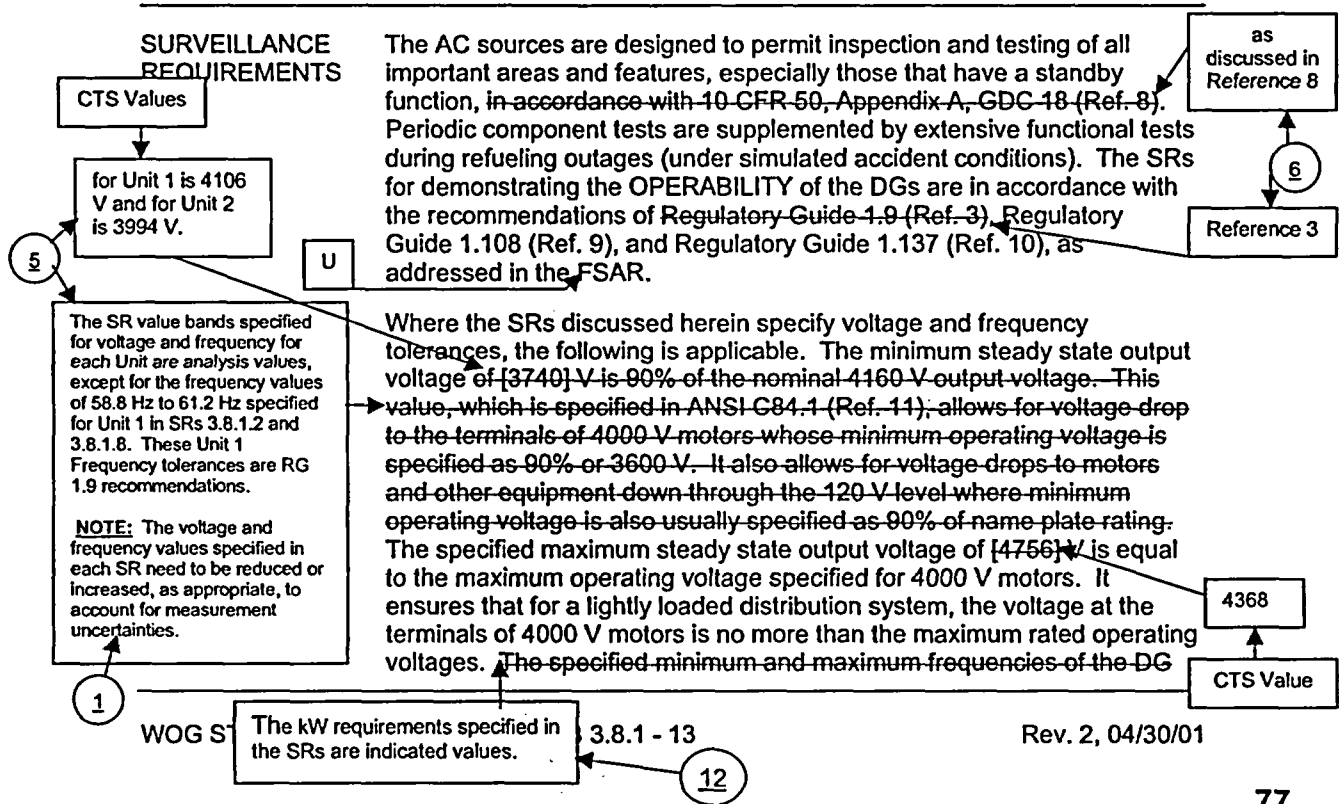 SURVEILLANCE
REQUIREMENTS
The AC sources are designed to permit inspection and testing of all
important areas and features, especially those that have a standby
function, in accordance with 10 CFR 50, Appendix A, GDC 18 (Ref. 8).
Periodic component tests are supplemented by extensive functional tests
during refueling outages (under simulated accident conditions). The SRs
for demonstrating the OPERABILITY of the DGs are in accordance with
the recommendations of Regulatory Guide 1.9 (Ref. 3), Regulatory
Guide 1.108 (Ref. 9), and Regulatory Guide 1.137 (Ref. 10), as
addressed in the FSAR.
as
discussed in
Reference 8
6
Reference 3
CTS Values
for Unit 1 is 4106
V and for Unit 2
is 3994 V.
5
U
The SR value bands specified
for voltage and frequency for
each Unit are analysis values,
except for the frequency values
of 58.8 Hz to 61.2 Hz specified
for Unit 1 in SRs 3.8.1.2 and
3.8.1.8. These Unit 1
Frequency tolerances are RG
1.9 recommendations.
NOTE: The voltage and
frequency values specified in
each SR need to be reduced or
increased, as appropriate, to
account for measurement
uncertainties.
1
Where the SRs discussed herein specify voltage and frequency
tolerances, the following is applicable. The minimum steady state output
voltage of [3740] V is 90% of the nominal 4160 V output voltage. This
value, which is specified in ANSI C84.1 (Ref. 11), allows for voltage drop
to the terminals of 4000 V motors whose minimum operating voltage is
specified as 90% or 3600 V. It also allows for voltage drops to motors
and other equipment down through the 120 V level where minimum
operating voltage is also usually specified as 90% of name plate rating.
The specified maximum steady state output voltage of [4756] V is equal
to the maximum operating voltage specified for 4000 V motors. It
ensures that for a lightly loaded distribution system, the voltage at the
terminals of 4000 V motors is no more than the maximum rated operating
voltages. The specified minimum and maximum frequencies of the DG
4368
CTS Value
WOG S
The kW requirements specified in
the SRs are indicated values.
12
3.8.1 - 13
Rev. 2, 04/30/01
77